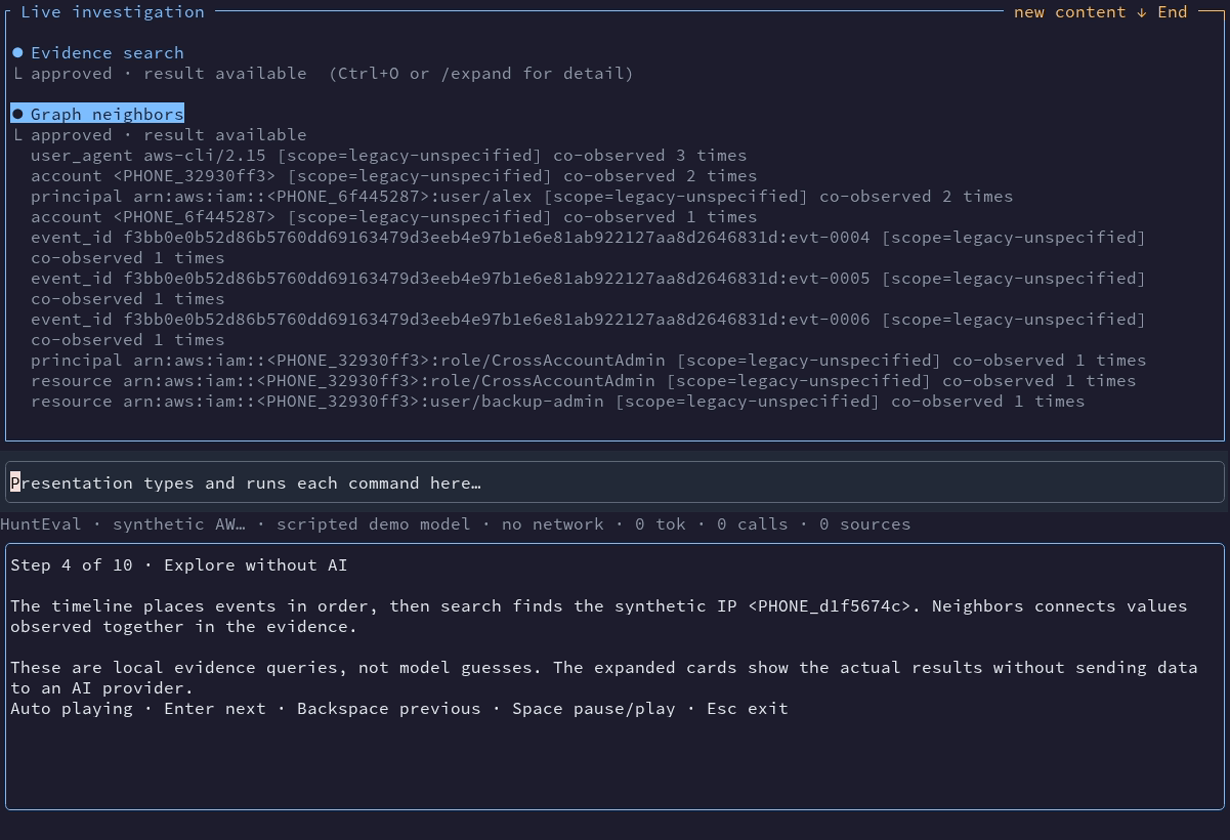 Live investigation
new content ↓ End
● Evidence search
L approved · result available (Ctrl+O or /expand for detail)
● Graph neighbors
L approved · result available
user_agent aws-cli/2.15 [scope=legacy-unspecified] co-observed 3 times
account <PHONE_32930ff3> [scope=legacy-unspecified] co-observed 2 times
principal arn:aws:iam::<PHONE_6f445287>:user/alex [scope=legacy-unspecified] co-observed 2 times
account <PHONE_6f445287> [scope=legacy-unspecified] co-observed 1 times
event_id f3bb0e0b52d86b5760dd69163479d3eeb4e97b1e6e81ab922127aa8d2646831d:evt-0004 [scope=legacy-unspecified]
co-observed 1 times
event_id f3bb0e0b52d86b5760dd69163479d3eeb4e97b1e6e81ab922127aa8d2646831d:evt-0005 [scope=legacy-unspecified]
co-observed 1 times
event_id f3bb0e0b52d86b5760dd69163479d3eeb4e97b1e6e81ab922127aa8d2646831d:evt-0006 [scope=legacy-unspecified]
co-observed 1 times
principal arn:aws:iam::<PHONE_32930ff3>:role/CrossAccountAdmin [scope=legacy-unspecified] co-observed 1 times
resource arn:aws:iam::<PHONE_32930ff3>:role/CrossAccountAdmin [scope=legacy-unspecified] co-observed 1 times
resource arn:aws:iam::<PHONE_32930ff3>:user/backup-admin [scope=legacy-unspecified] co-observed 1 times
Presentation types and runs each command here…
HuntEval · synthetic AW… · scripted demo model · no network · 0 tok · 0 calls · 0 sources
Step 4 of 10 · Explore without AI
The timeline places events in order, then search finds the synthetic IP <PHONE_d1f5674c>. Neighbors connects values
observed together in the evidence.
These are local evidence queries, not model guesses. The expanded cards show the actual results without sending data
to an AI provider.
Auto playing · Enter next · Backspace previous · Space pause/play · Esc exit